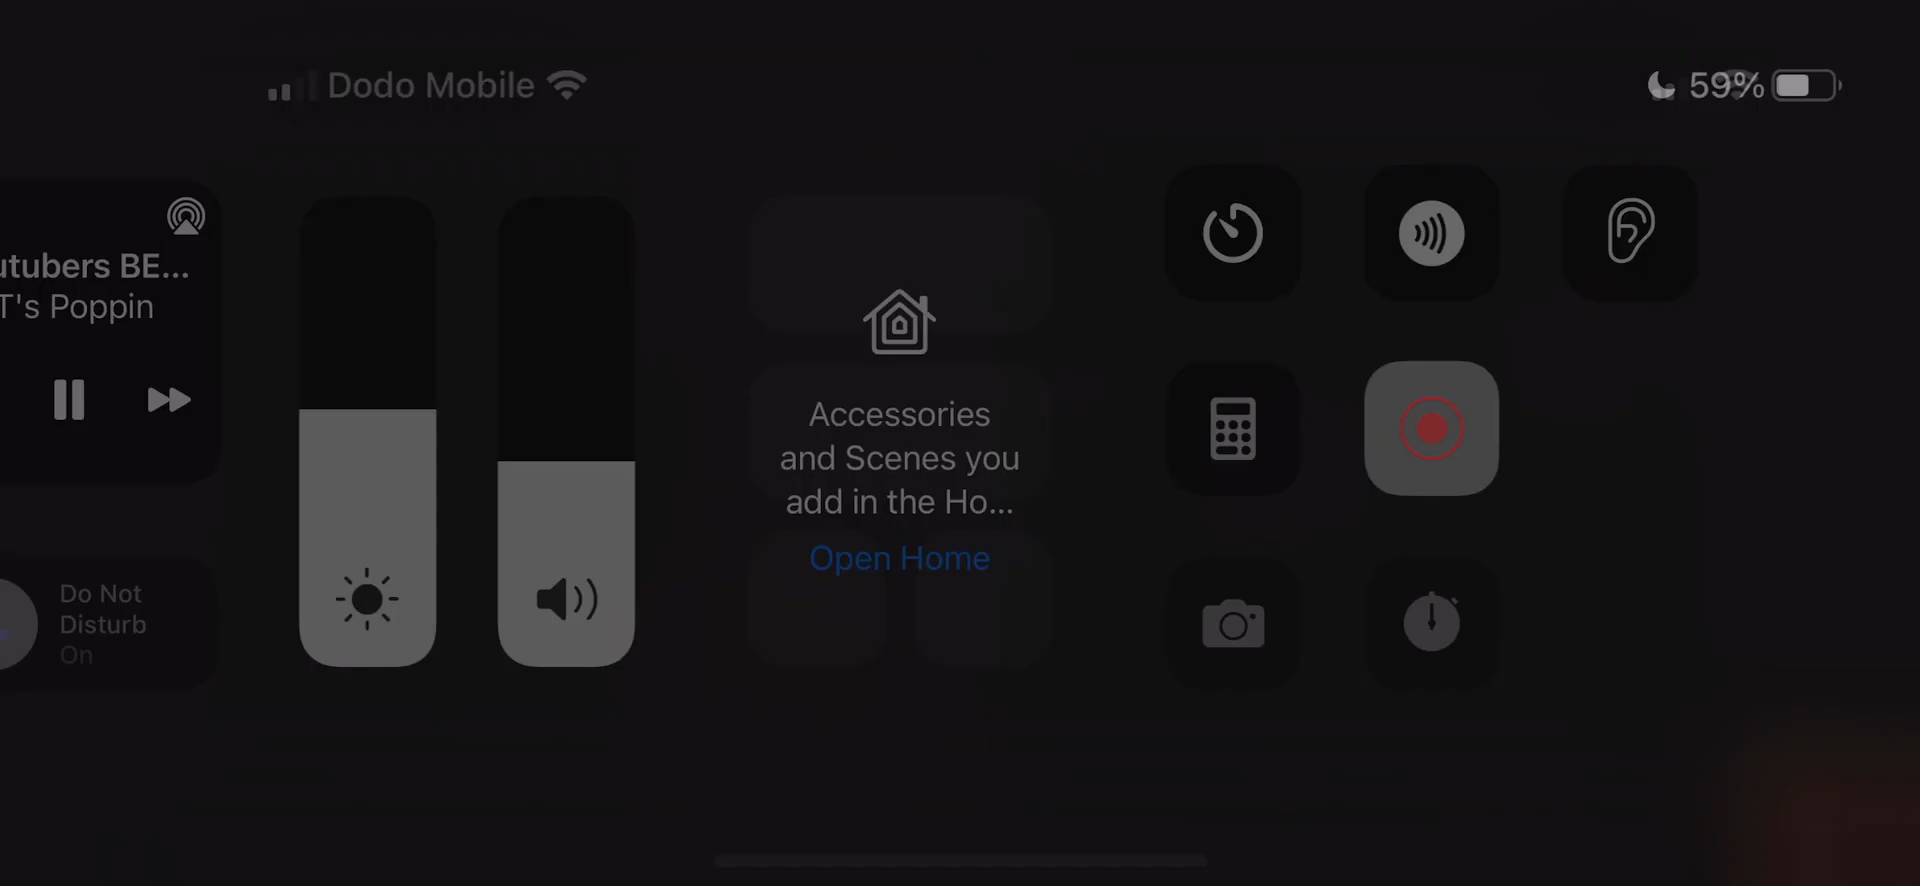 Dodo Mobile
59%
utubers BE...
T's Poppin
Accessories
and Scenes you
add in the Ho...
Open Home
Do Not
Disturb
On